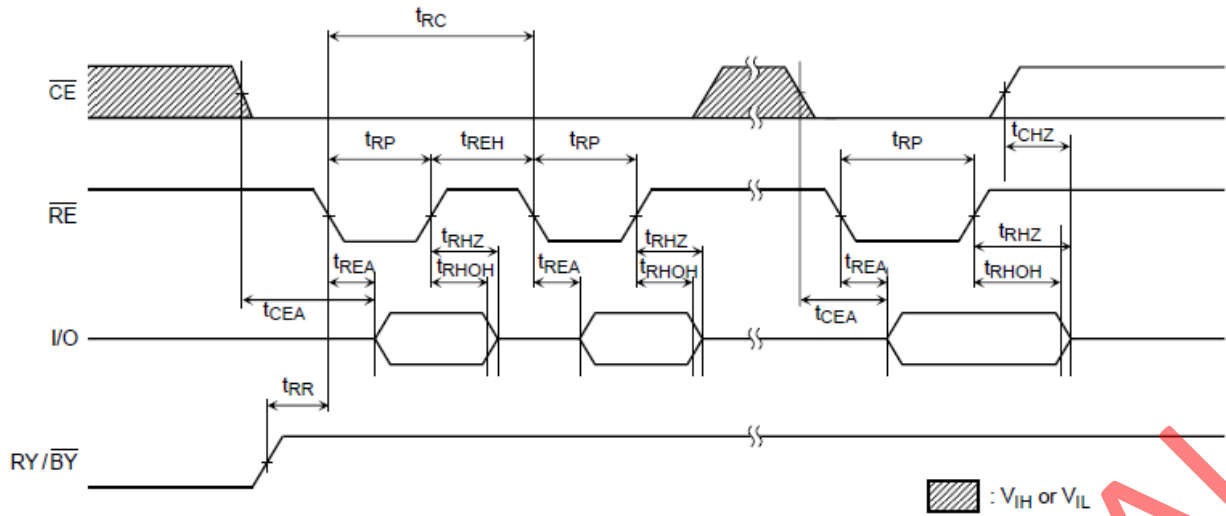 tRC
CE
tRP tREH tRP tRP tCHZ
RE
tRHZ tRHZ tRHZ
tREA tRHOH tREA tRHOH tREA tRHOH
tCEA tCEA
I/O
tRR
RY/BY
: VIH or VIL